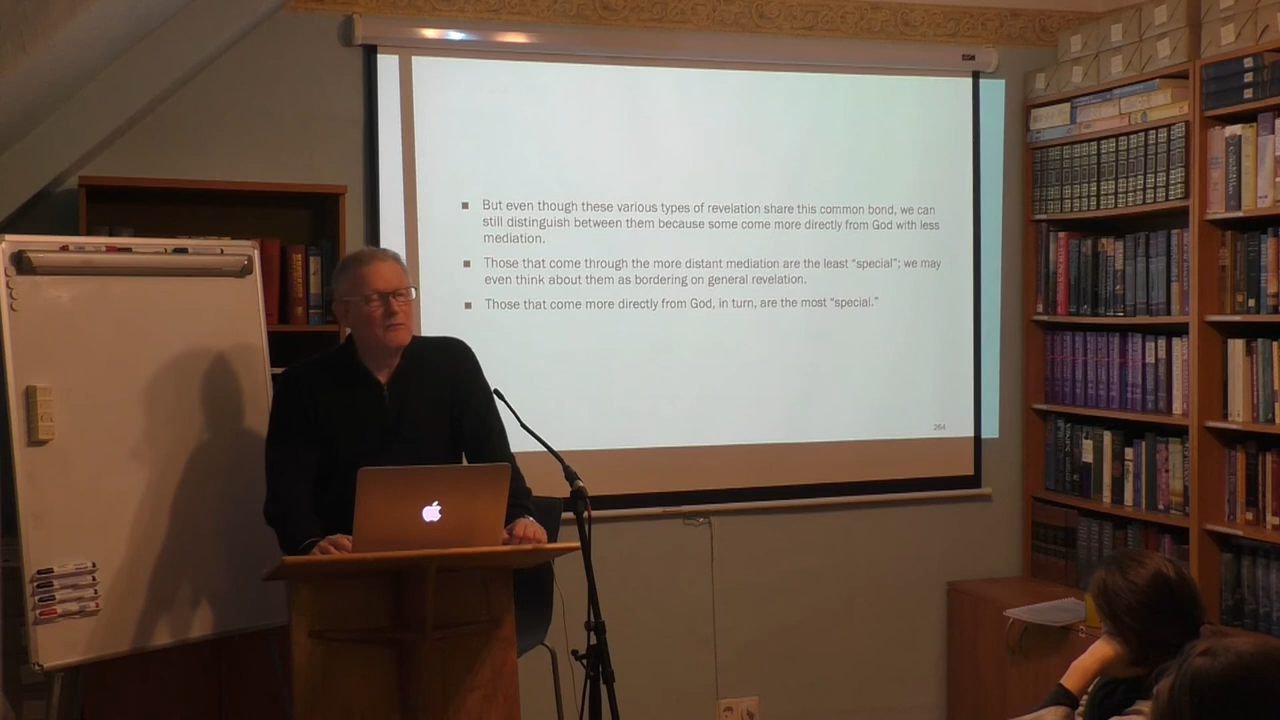 But even though these various types of revelation share this common bond, we can
still distinguish between them because some come more directly from God with less
mediation.
Those that come through the more distant mediation are the least “special”; we may
even think about them as bordering on general revelation.
Those that come more directly from God, in turn, are the most “special.”
264